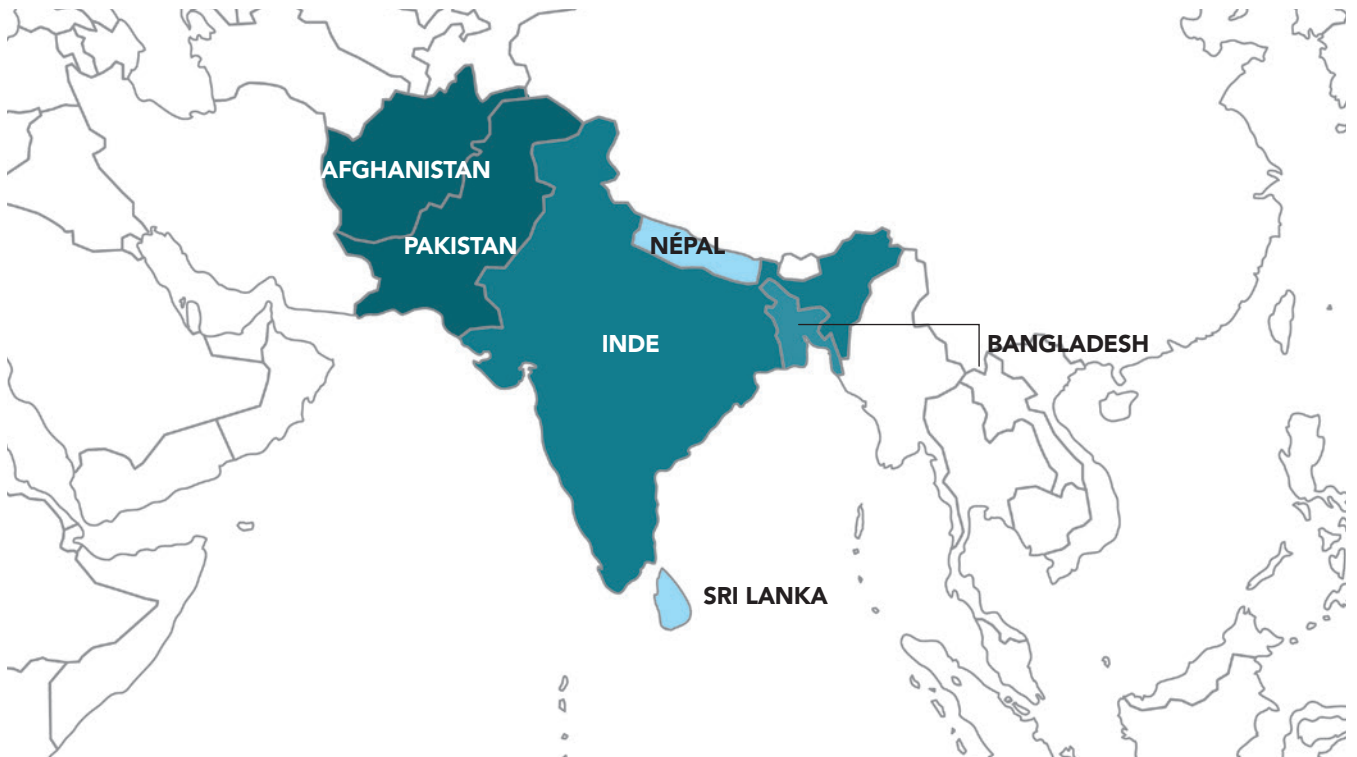 AFGHANISTAN
PAKISTAN
NÉPAL
INDE
BANGLADESH
SRI LANKA